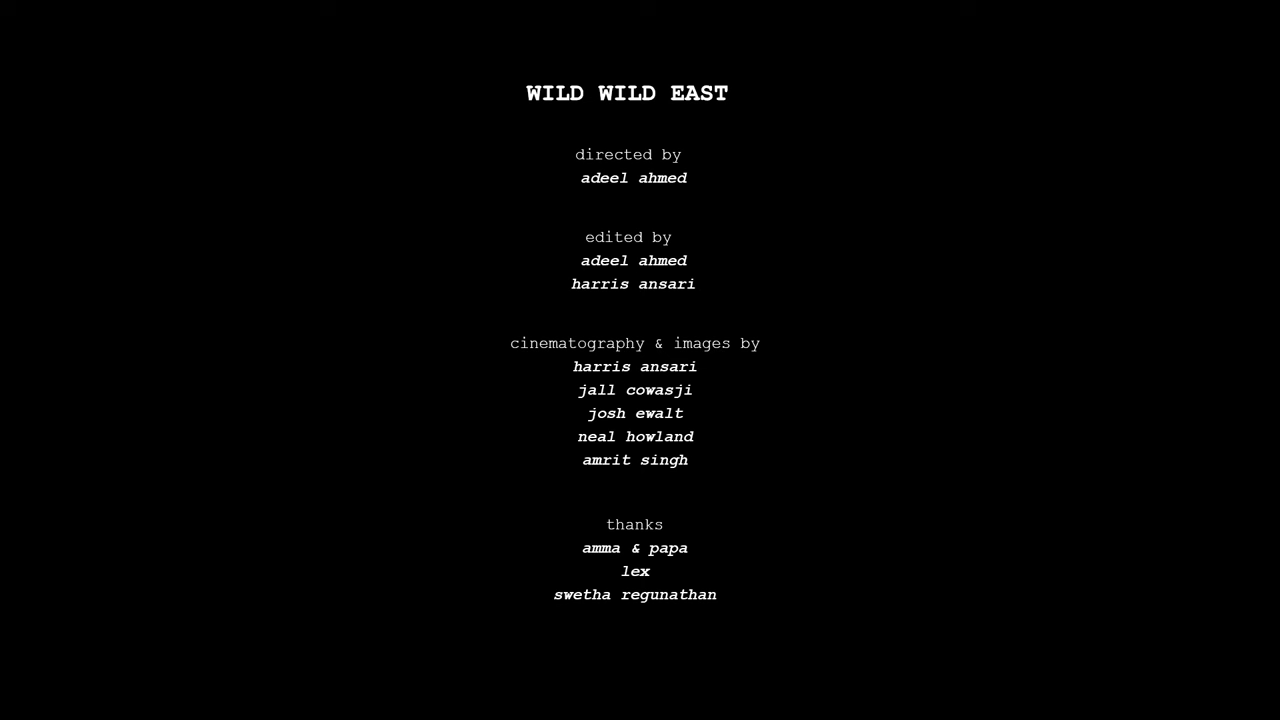 WILD WILD EAST
directed by
adeel ahmed
edited by
adeel ahmed
harris ansari
cinematography & images by
harris ansari
jall cowasji
josh ewalt
neal howland
amrit singh
thanks
amma & papa
lex
swetha regunathan